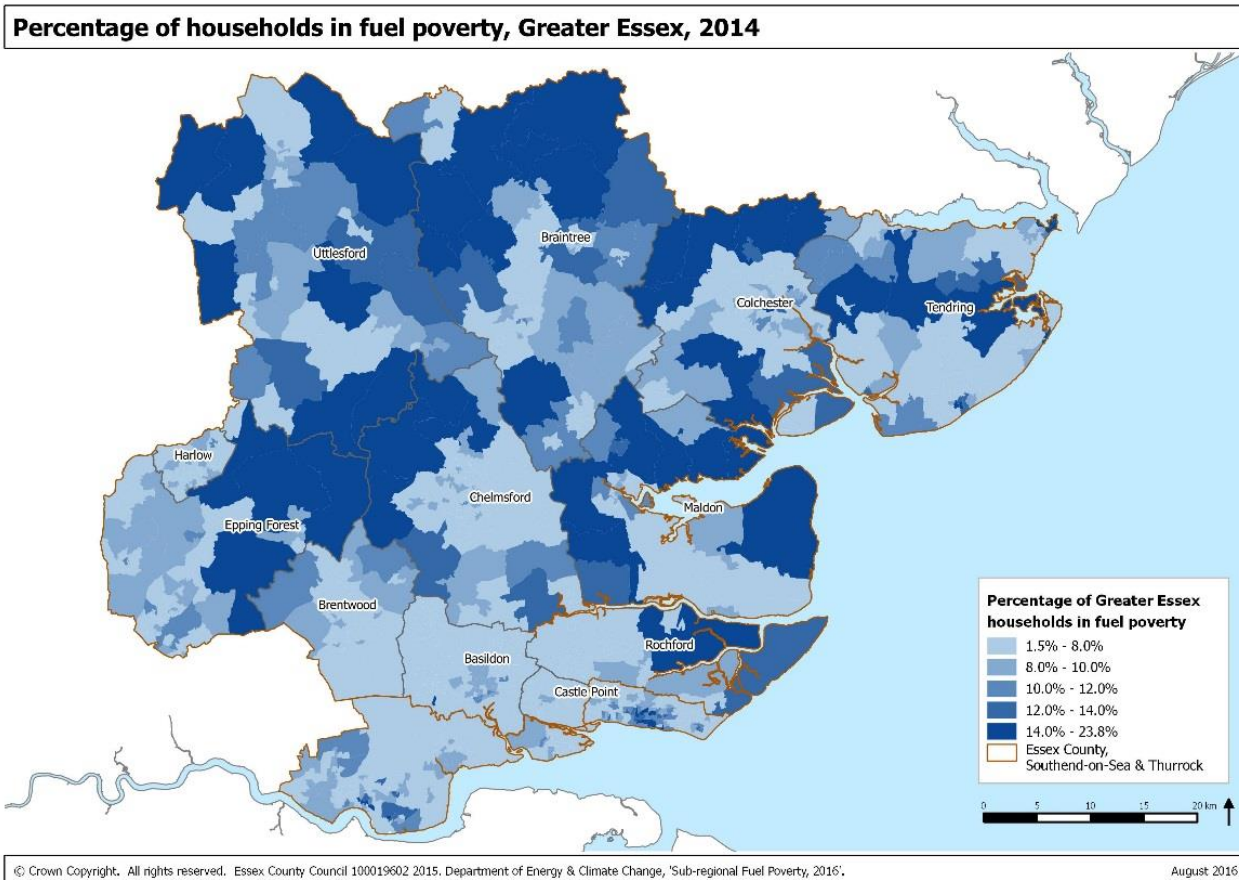 Percentage of households in fuel poverty, Greater Essex, 2014
Uttlesford
Braintree
Colchester
Tendring
Harlow
Chelmsford
Epping Forest
Maldon
Brentwood
Rochford
Basildon
Castle Point
Percentage of Greater Essex
households in fuel poverty
1.5% - 8.0%
8.0% - 10.0%
10.0% - 12.0%
12.0% - 14.0%
14.0% - 23.8%
Essex County,
Southend-on-Sea & Thurrock
0 5 10 15 20 km
© Crown Copyright. All rights reserved. Essex County Council 100019602 2015. Department of Energy & Climate Change, 'Sub-regional Fuel Poverty, 2016'. August 2016